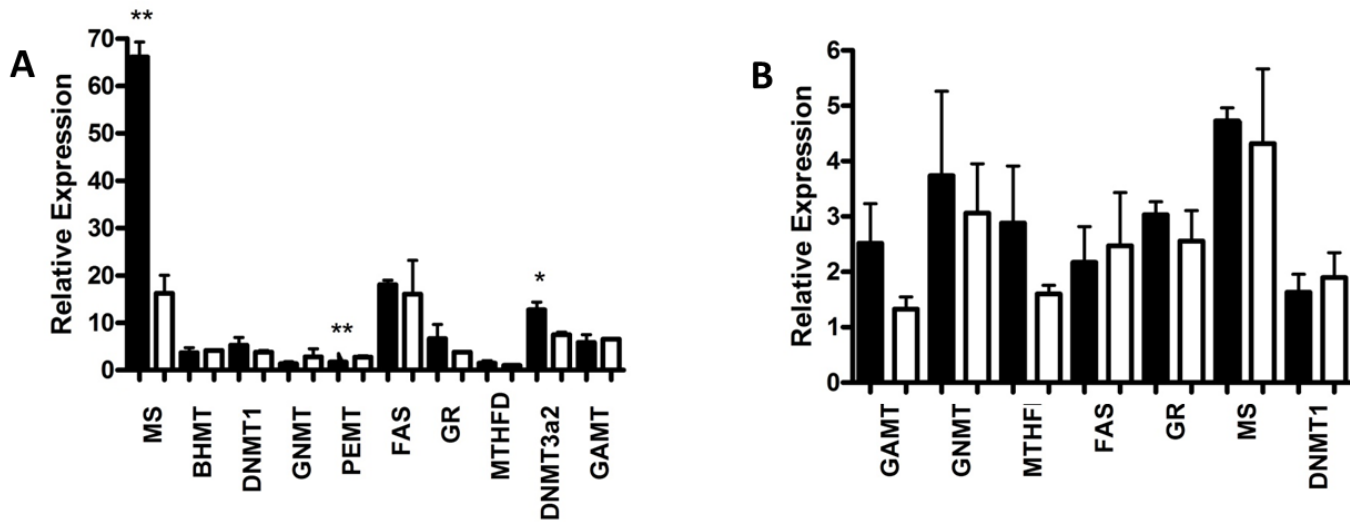 A
Relative Expression
70
60
50
40
30
20
10
0
**
**
*
MS
BHMT
DNMT1
GNMT
PEMT
FAS
GR
MTHFD
DNMT3a2
GAMT
B
Relative Expression
6
5
4
3
2
1
0
GAMT
GNMT
MTHF
FAS
GR
MS
DNMT1